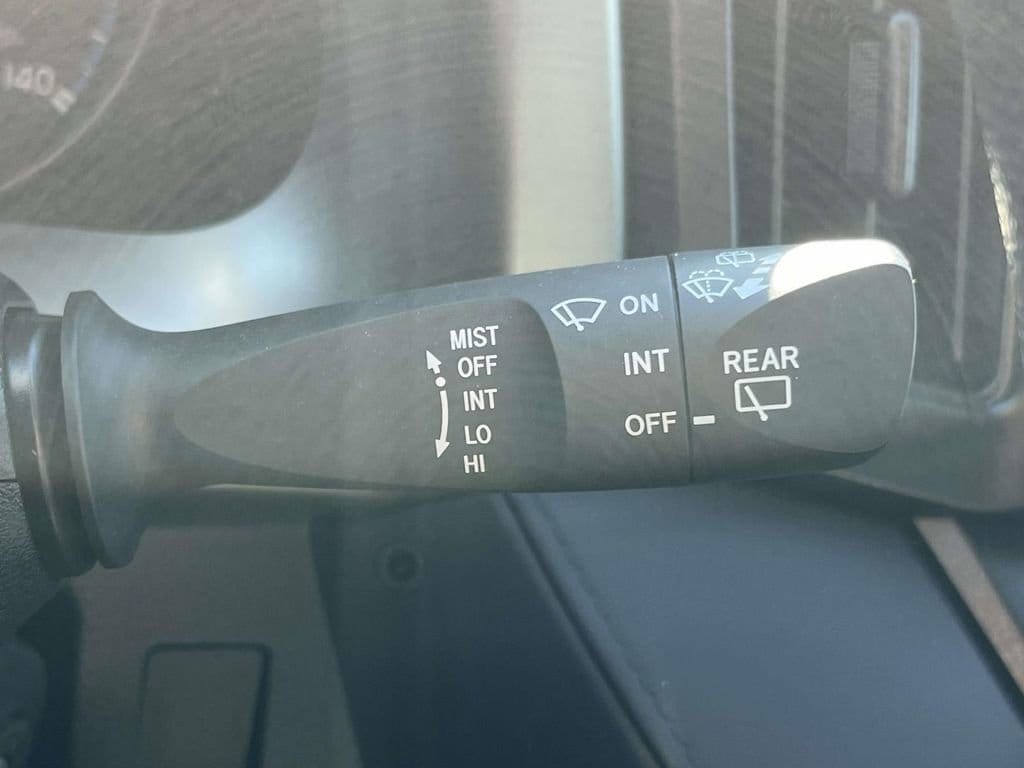 140
MIST
OFF
INT
LO
HI
ON
INT
OFF
REAR